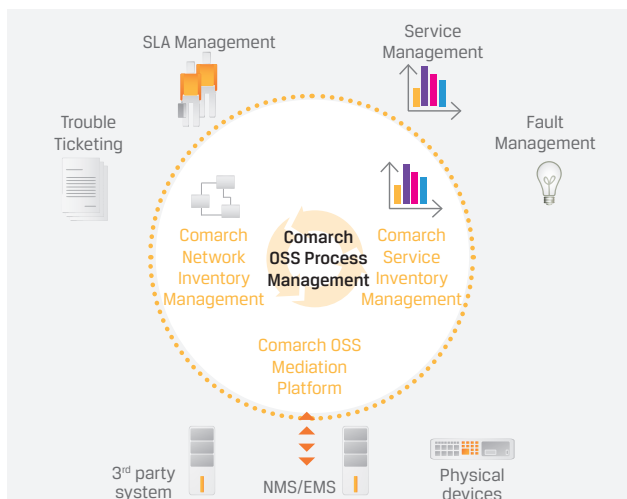 SLA Management
Service
Management
Trouble
Ticketing
Fault
Management
Comarch
Network
Inventory
Management
Comarch
OSS Process
Management
Comarch
Service
Inventory
Management
Comarch OSS
Mediation
Platform
3rd party
system
NMS/EMS
Physical
devices